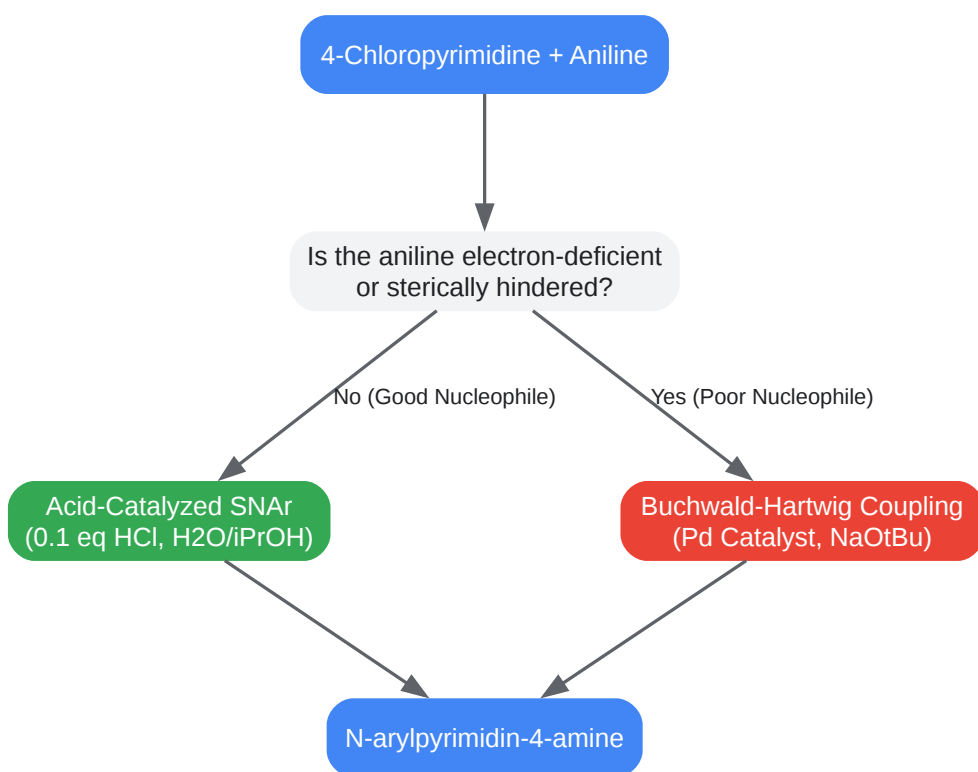 4-Chloropyrimidine + Aniline
Is the aniline electron-deficient
or sterically hindered?
No (Good Nucleophile)
Yes (Poor Nucleophile)
Acid-Catalyzed SNAr
(0.1 eq HCl, H2O/iPrOH)
Buchwald-Hartwig Coupling
(Pd Catalyst, NaOtBu)
N-arylpyrimidin-4-amine